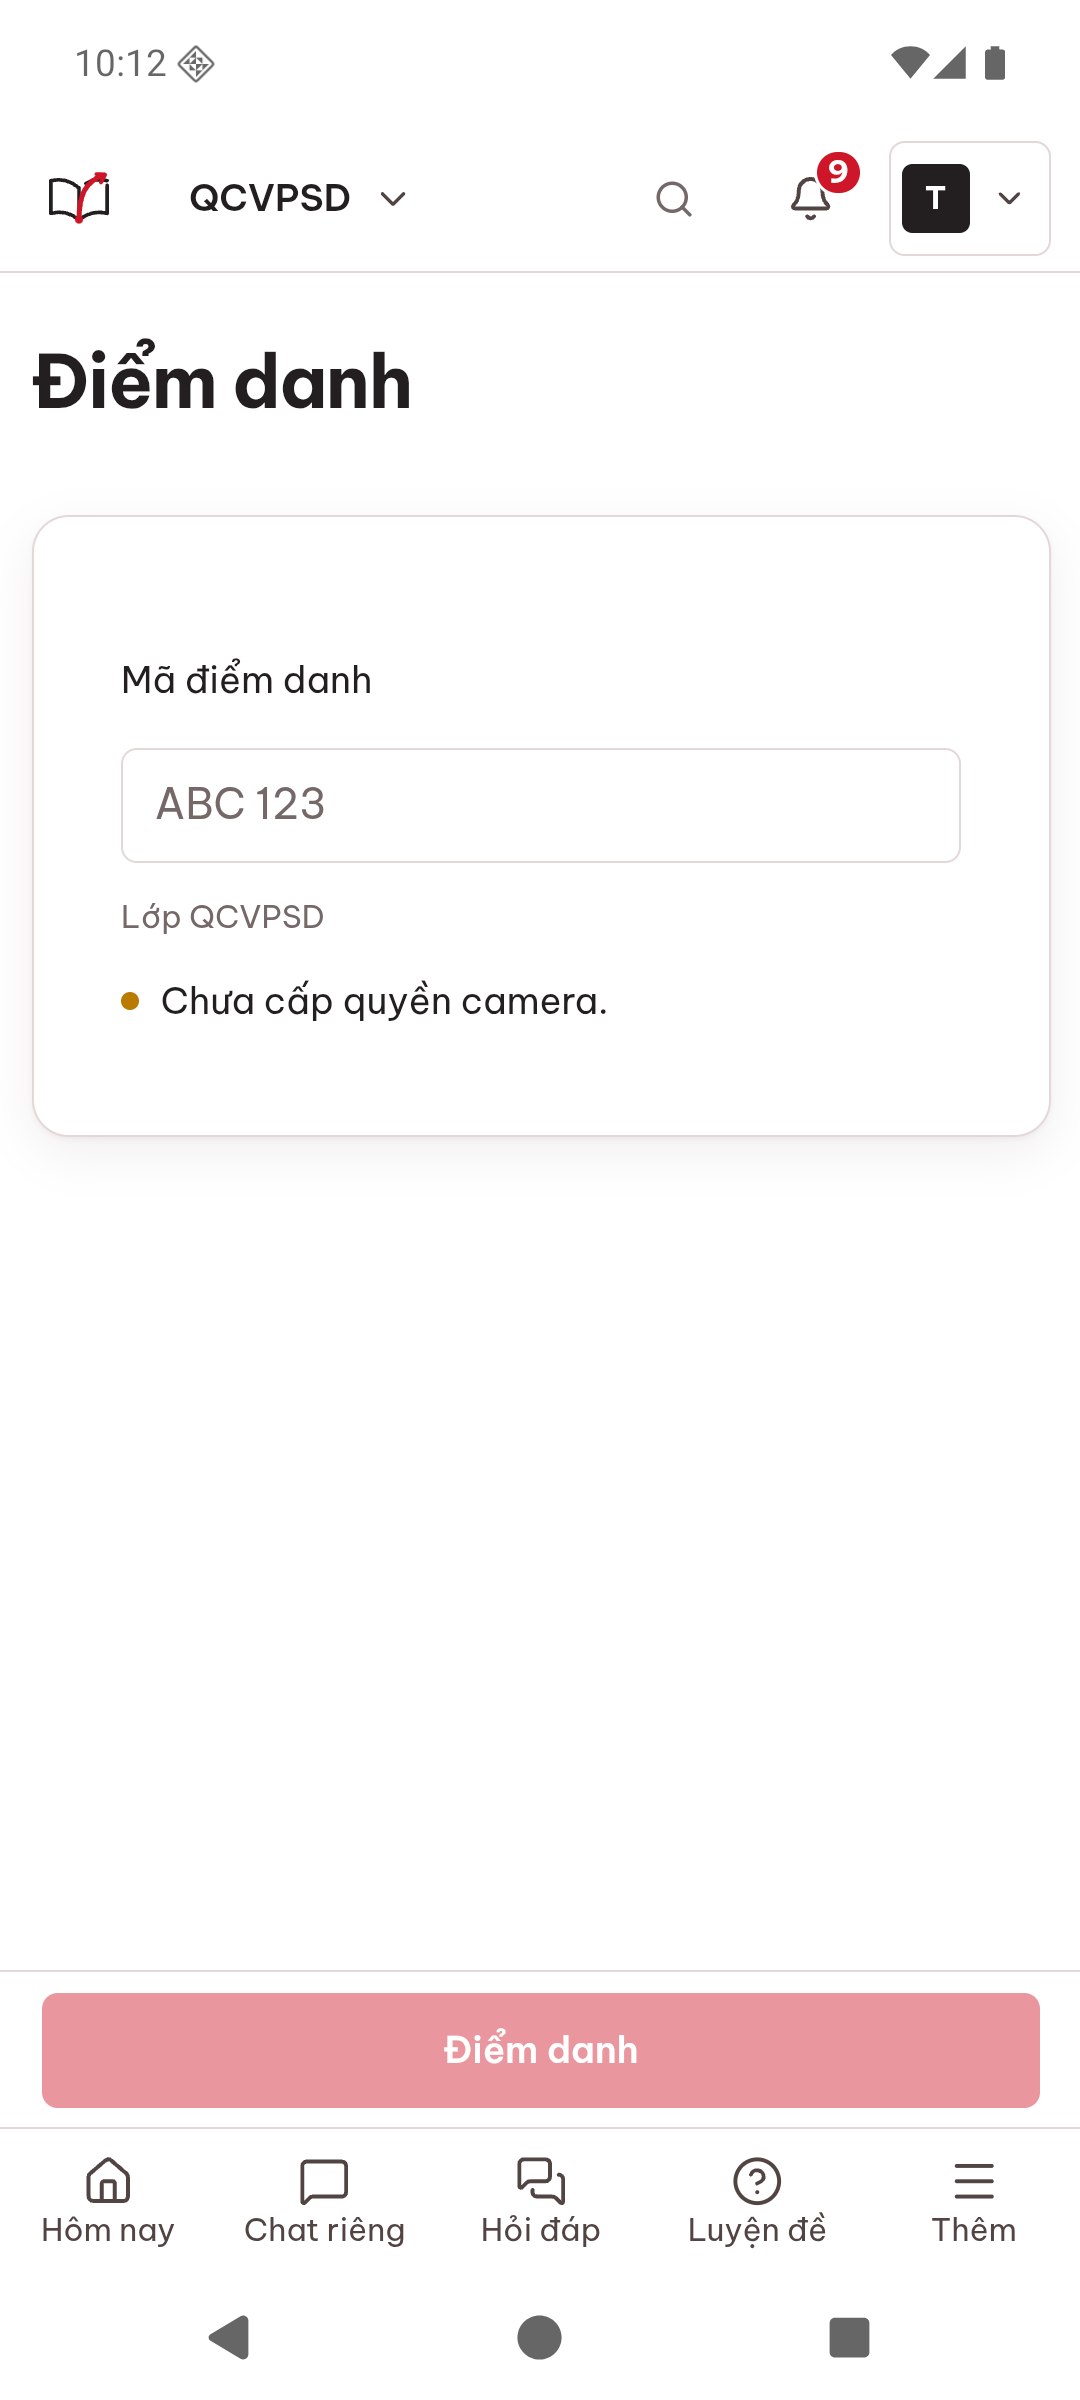 10:12
QCVPSD
9
T
Điểm danh
Mã điểm danh
ABC 123
Lớp QCVPSD
Chưa cấp quyền camera.
Điểm danh
Hôm nay
Chat riêng
Hỏi đáp
Luyện đề
Thêm